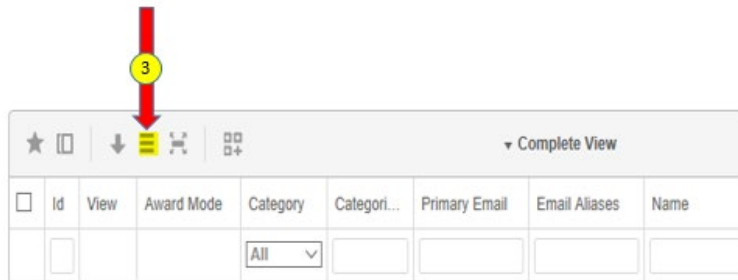 3
▾ Complete View
Id View Award Mode Category Categori... Primary Email Email Aliases Name
All